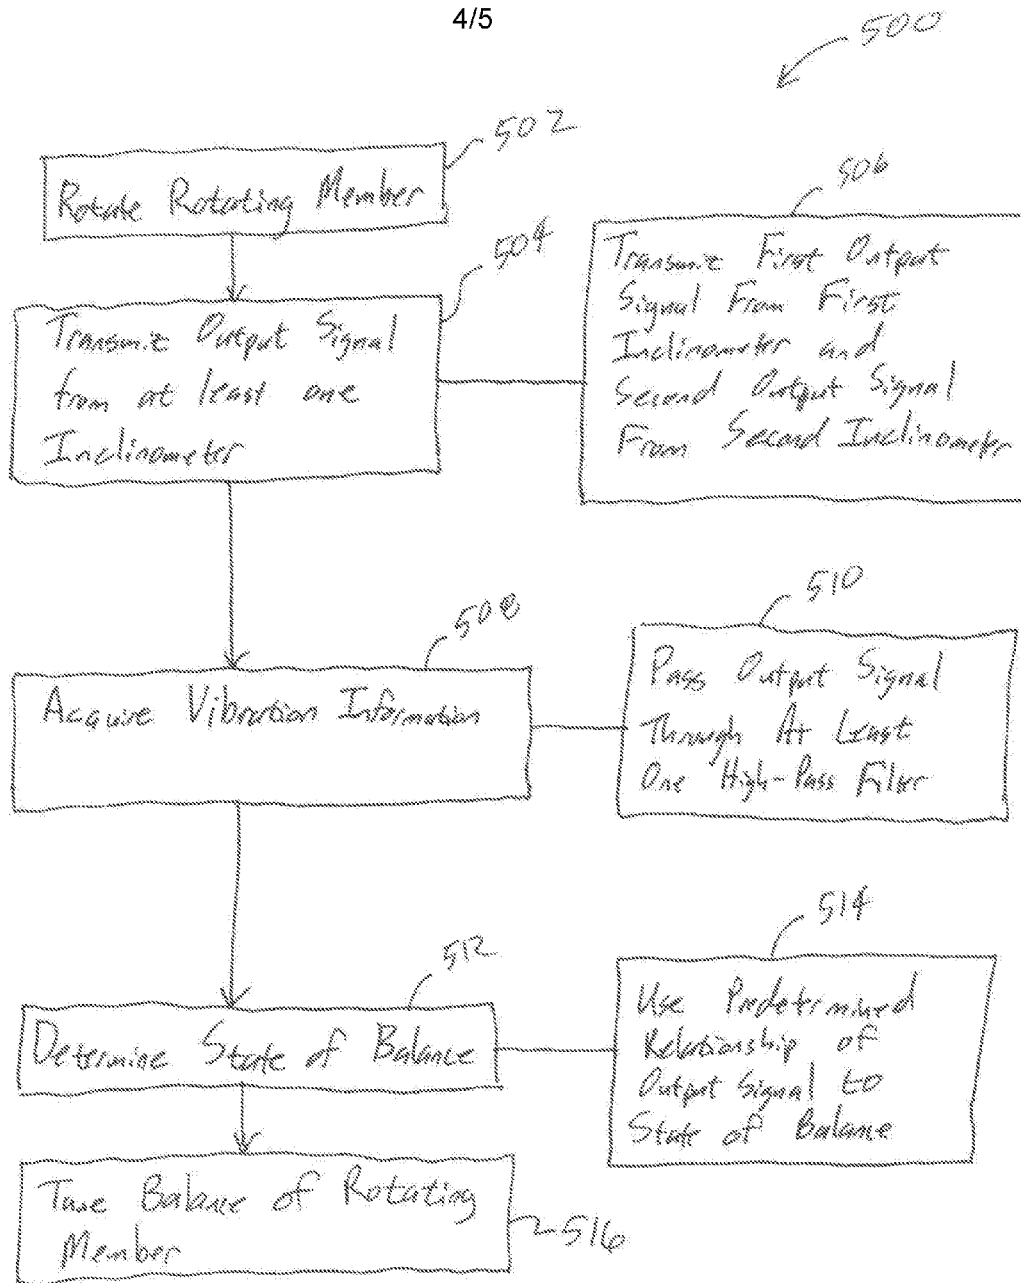 4/5
500
502
Rotate Rotating Member
504
Transmit Output Signal
from at least one
Inclinometer
506
Transmit First Output
Signal From First
Inclinometer and
Second Output Signal
From Second Inclinometer
508
Acquire Vibration Information
510
Pass Output Signal
Through At Least
One High-Pass Filter
512
Determine State of Balance
514
Use Predetermined
Relationship of
Output Signal to
State of Balance
Tune Balance of Rotating
Member
516